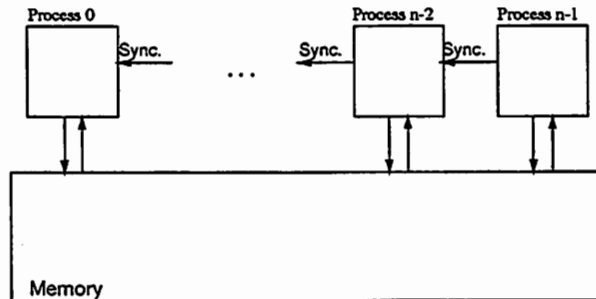 Process 0
Process n-2
Process n-1
Sync.
...
Sync.
Sync.
Memory